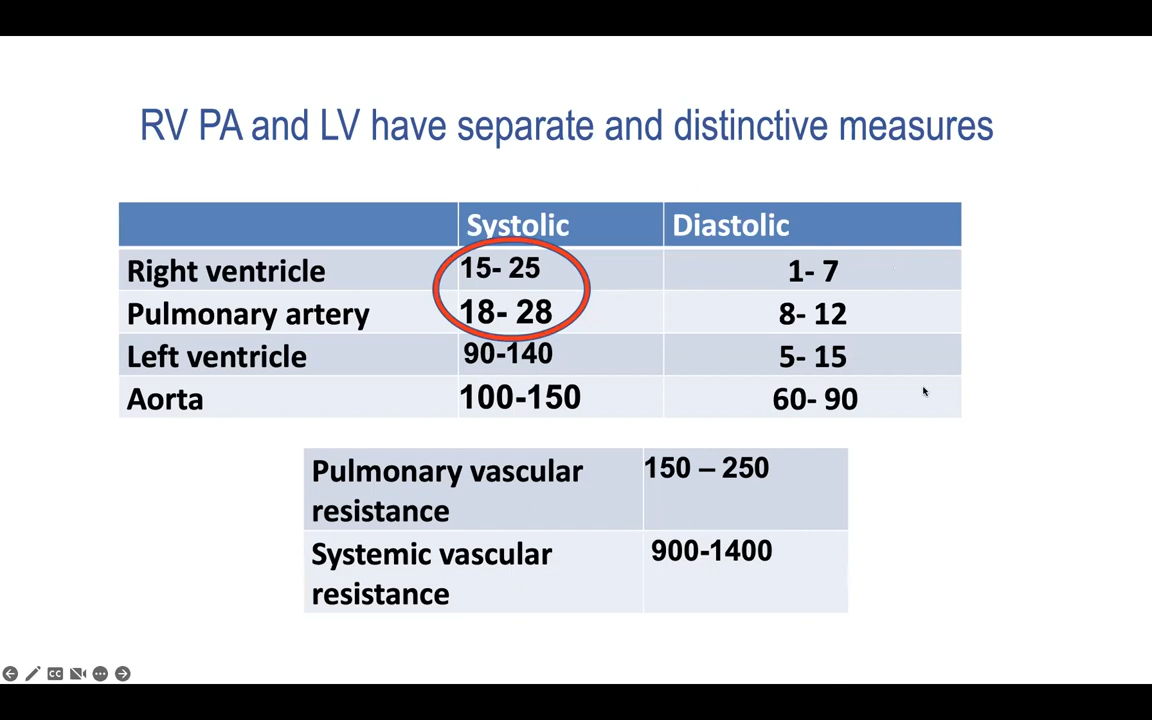 RV PA and LV have separate and distinctive measures
Systolic Diastolic
Right ventricle 15- 25 1- 7
Pulmonary artery 18- 28 8- 12
Left ventricle 90-140 5- 15
Aorta 100-150 60- 90
Pulmonary vascular 150 – 250
resistance
Systemic vascular 900-1400
resistance
CC